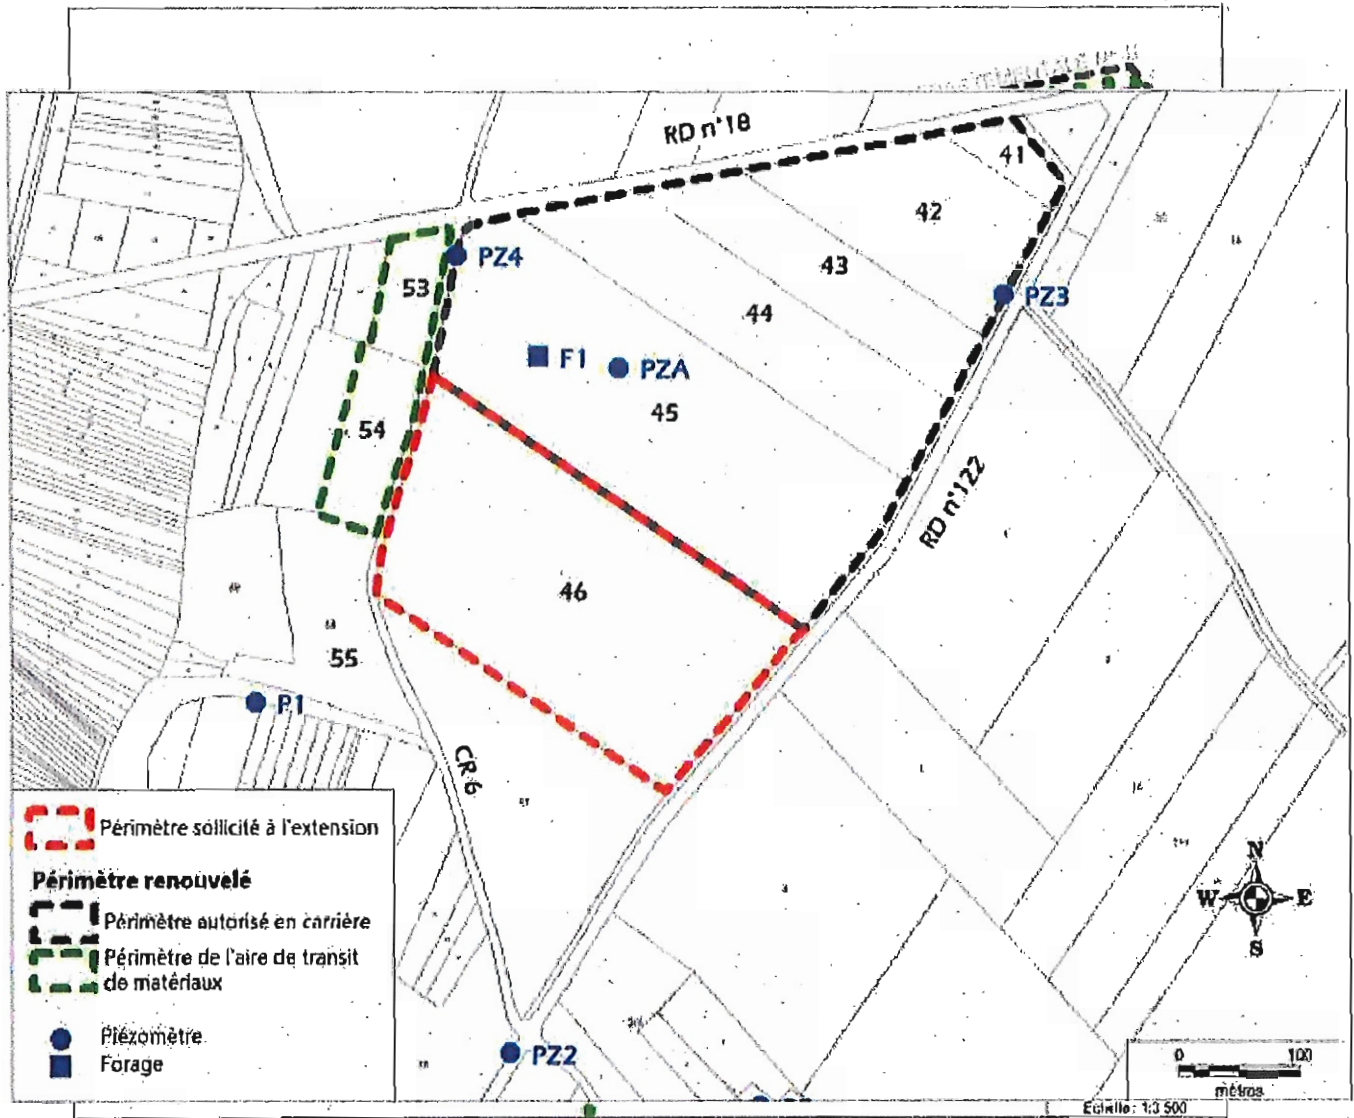 RD n°18
41
42
43
44
45
53
PZ4
PZ3
F1
PZA
54
RD n°122
46
55
P1
CR 6
Périmètre sollicité à l'extension
Périmètre renouvelé
Périmètre autorisé en carrière
Périmètre de l'aire de transit
de matériaux
Piézomètre
Forage
PZ2
N
W E
S
0 100
mètres
Echelle: 1:3 500